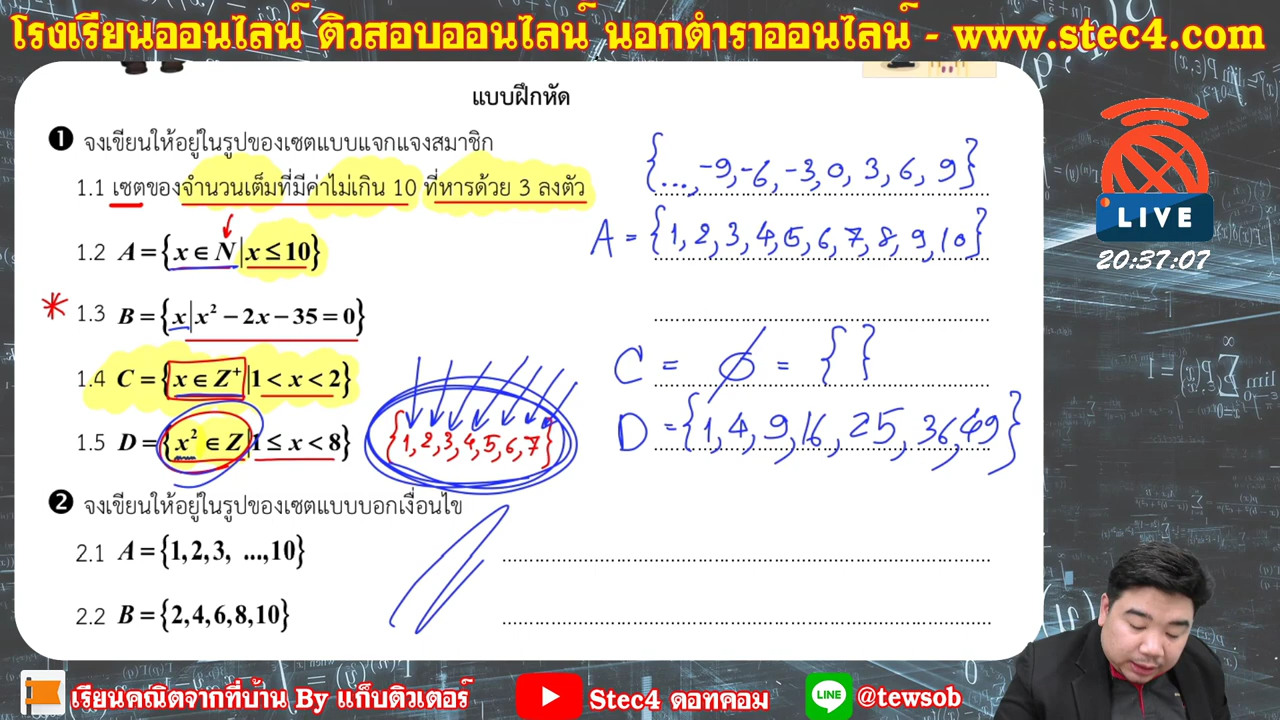 โรงเรียนออนไลน์ ติวสอบออนไลน์ นอกตำราออนไลน์ - www.stec4.com
แบบฝึกหัด
❶ จงเขียนให้อยู่ในรูปของเซตแบบแจกแจงสมาชิก
1.1 เซตของจำนวนเต็มที่มีค่าไม่เกิน 10 ที่หารด้วย 3 ลงตัว {..., -9, -6, -3, 0, 3, 6, 9}
1.2 A = {x ∈ N | x ≤ 10} A = {1, 2, 3, 4, 5, 6, 7, 8, 9, 10}
* 1.3 B = {x | x² − 2x − 35 = 0}
1.4 C = {x ∈ Z⁺ | 1 < x < 2} C = ∅ = { }
1.5 D = {x² ∈ Z | 1 ≤ x < 8} {1, 2, 3, 4, 5, 6, 7} D = {1, 4, 9, 16, 25, 36, 49}
❷ จงเขียนให้อยู่ในรูปของเซตแบบบอกเงื่อนไข
2.1 A = {1, 2, 3, ..., 10}
2.2 B = {2, 4, 6, 8, 10}
LIVE
20:37:07
เรียนคณิตจากที่บ้าน By แก็บติวเตอร์
Stec4 ดอทคอม
LINE @tewsob